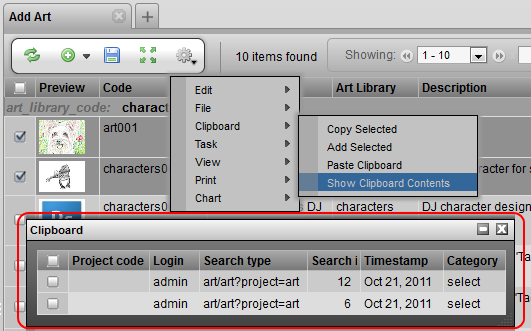 Add Art
10 items found
Showing:
1 - 10
Preview Code Art Library Description
art_library_code: charact
art001
characters0
character for s
characters0 s DJ characters DJ character design
Edit
File
Clipboard
Task
View
Print
Chart
Copy Selected
Add Selected
Paste Clipboard
Show Clipboard Contents
Clipboard
Project code Login Search type Search i Timestamp Category
admin art/art?project=art 12 Oct 21, 2011 select
admin art/art?project=art 6 Oct 21, 2011 select